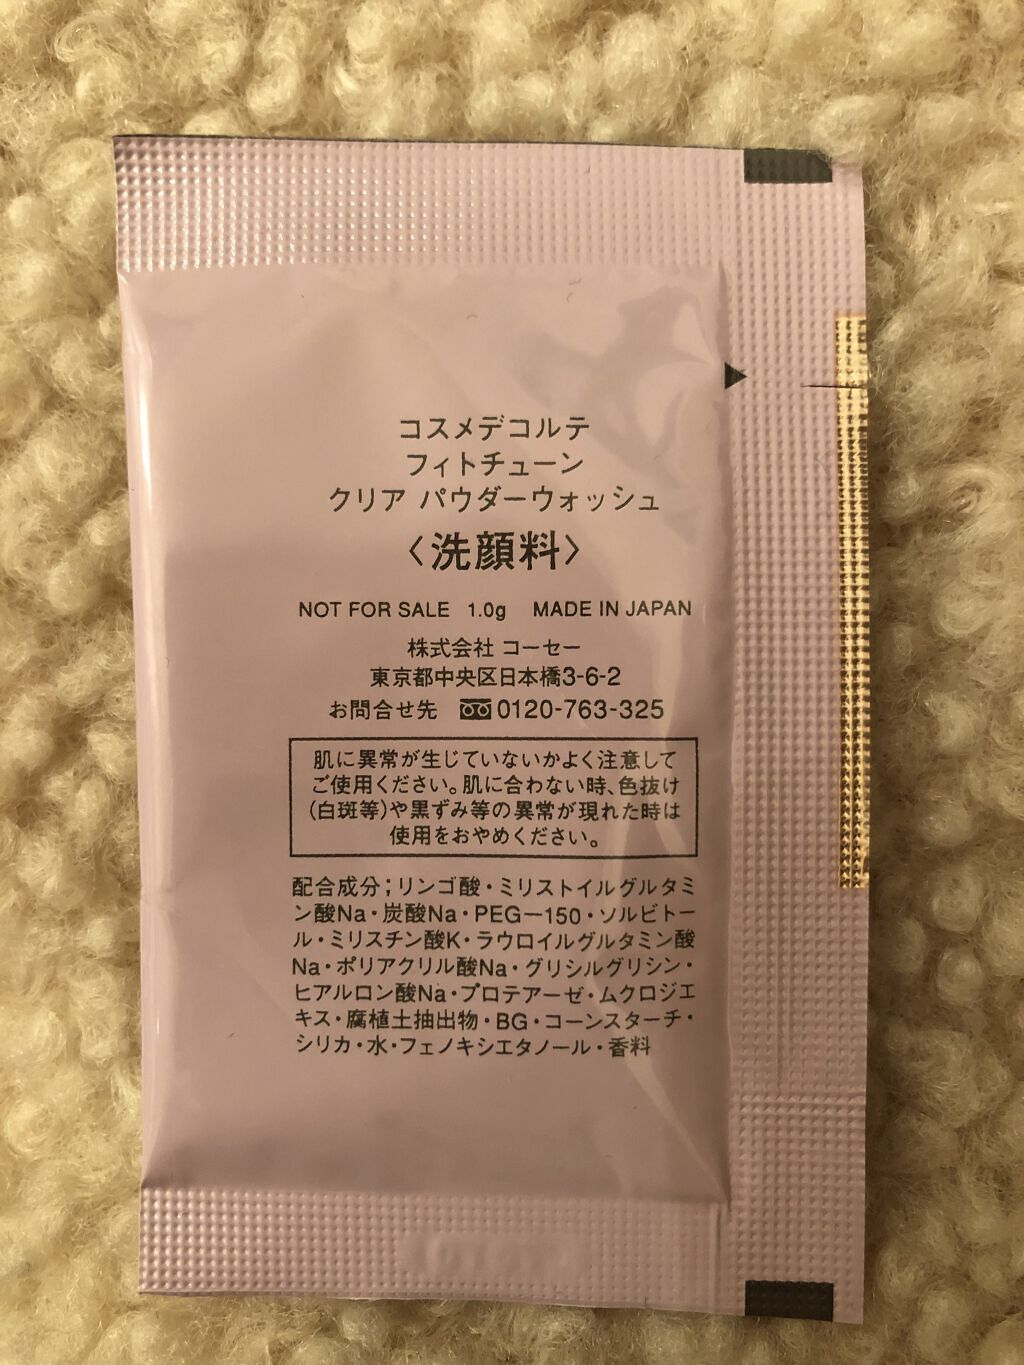 コスメデコルテ
フィトチューン
クリア パウダーウォッシュ
〈洗顔料〉
NOT FOR SALE 1.0g MADE IN JAPAN
株式会社 コーセー
東京都中央区日本橋3-6-2
お問合せ先 0120-763-325
肌に異常が生じていないかよく注意して
ご使用ください。肌に合わない時、色抜け
(白斑等)や黒ずみ等の異常が現れた時は
使用をおやめください。
配合成分;リンゴ酸・ミリストイルグルタミ
ン酸Na・炭酸Na・PEG－150・ソルビトー
ル・ミリスチン酸K・ラウロイルグルタミン酸
Na・ポリアクリル酸Na・グリシルグリシン・
ヒアルロン酸Na・プロテアーゼ・ムクロジエ
キス・腐植土抽出物・BG・コーンスターチ・
シリカ・水・フェノキシエタノール・香料